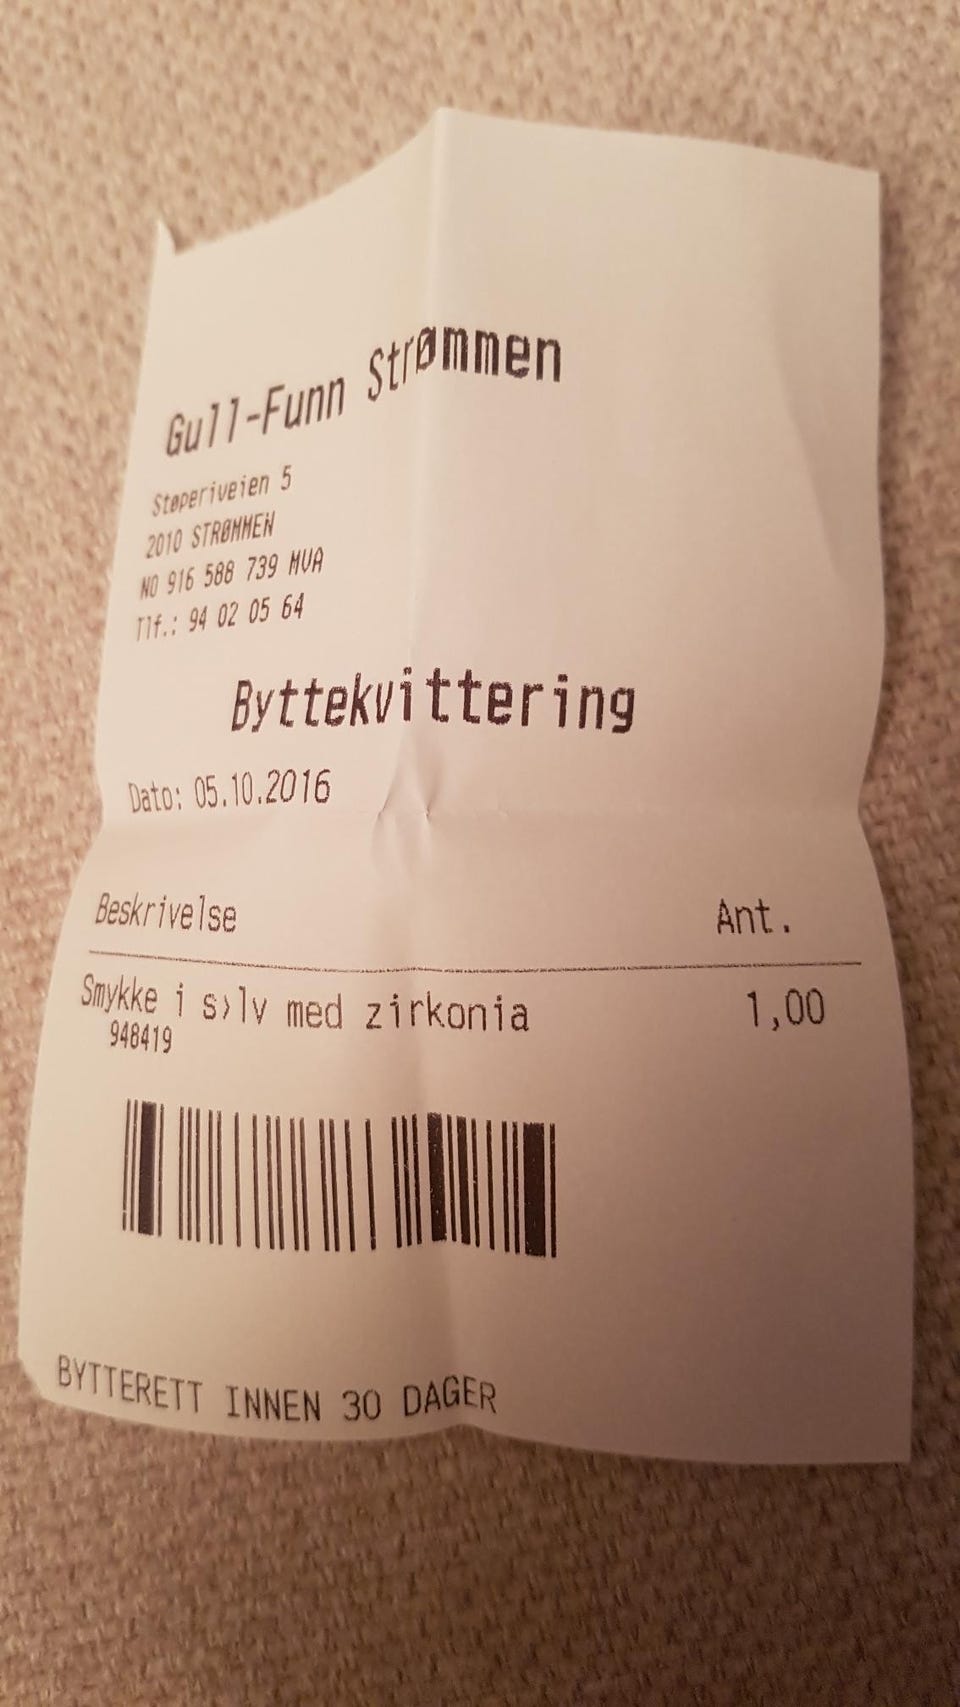 Gull-Funn Strømmen
Støperiveien 5
2010 STRØMMEN
NO 916 588 739 MVA
Tlf.: 94 02 05 64
Byttekvittering
Dato: 05.10.2016
Beskrivelse Ant.
Smykke i s›lv med zirkonia 1,00
948419
BYTTERETT INNEN 30 DAGER